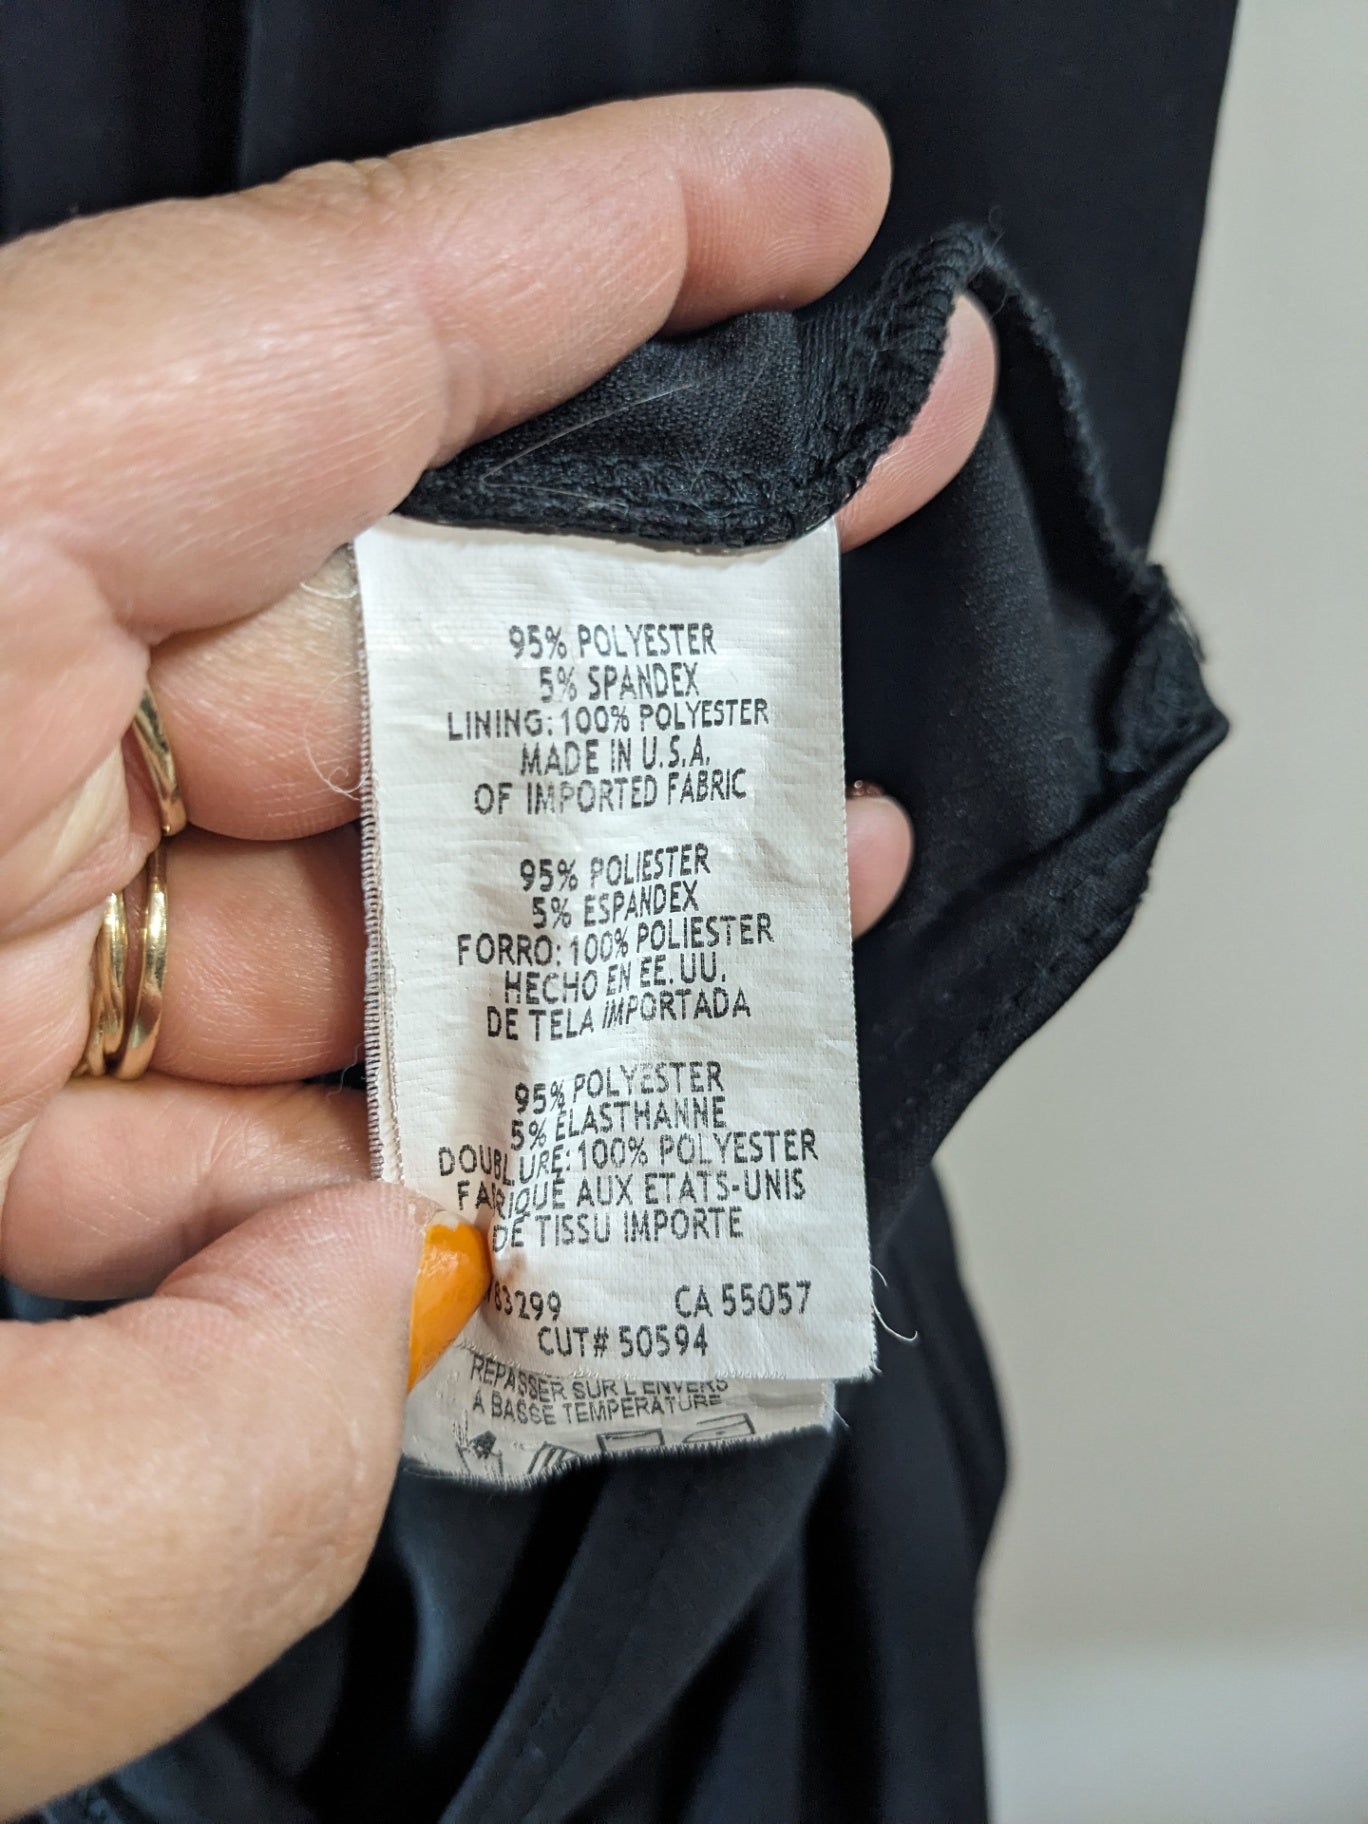 95% POLYESTER
5% SPANDEX
LINING: 100% POLYESTER
MADE IN U.S.A.
OF IMPORTED FABRIC
95% POLIESTER
5% ESPANDEX
FORRO: 100% POLIESTER
HECHO EN EE. UU.
DE TELA IMPORTADA
95% POLYESTER
5% ELASTHANNE
DOUBLURE: 100% POLYESTER
FABRIQUE AUX ETATS-UNIS
DE TISSU IMPORTE
CA 55057
CUT# 50594
REPASSER SUR L'ENVERS
A BASSE TEMPERATURE